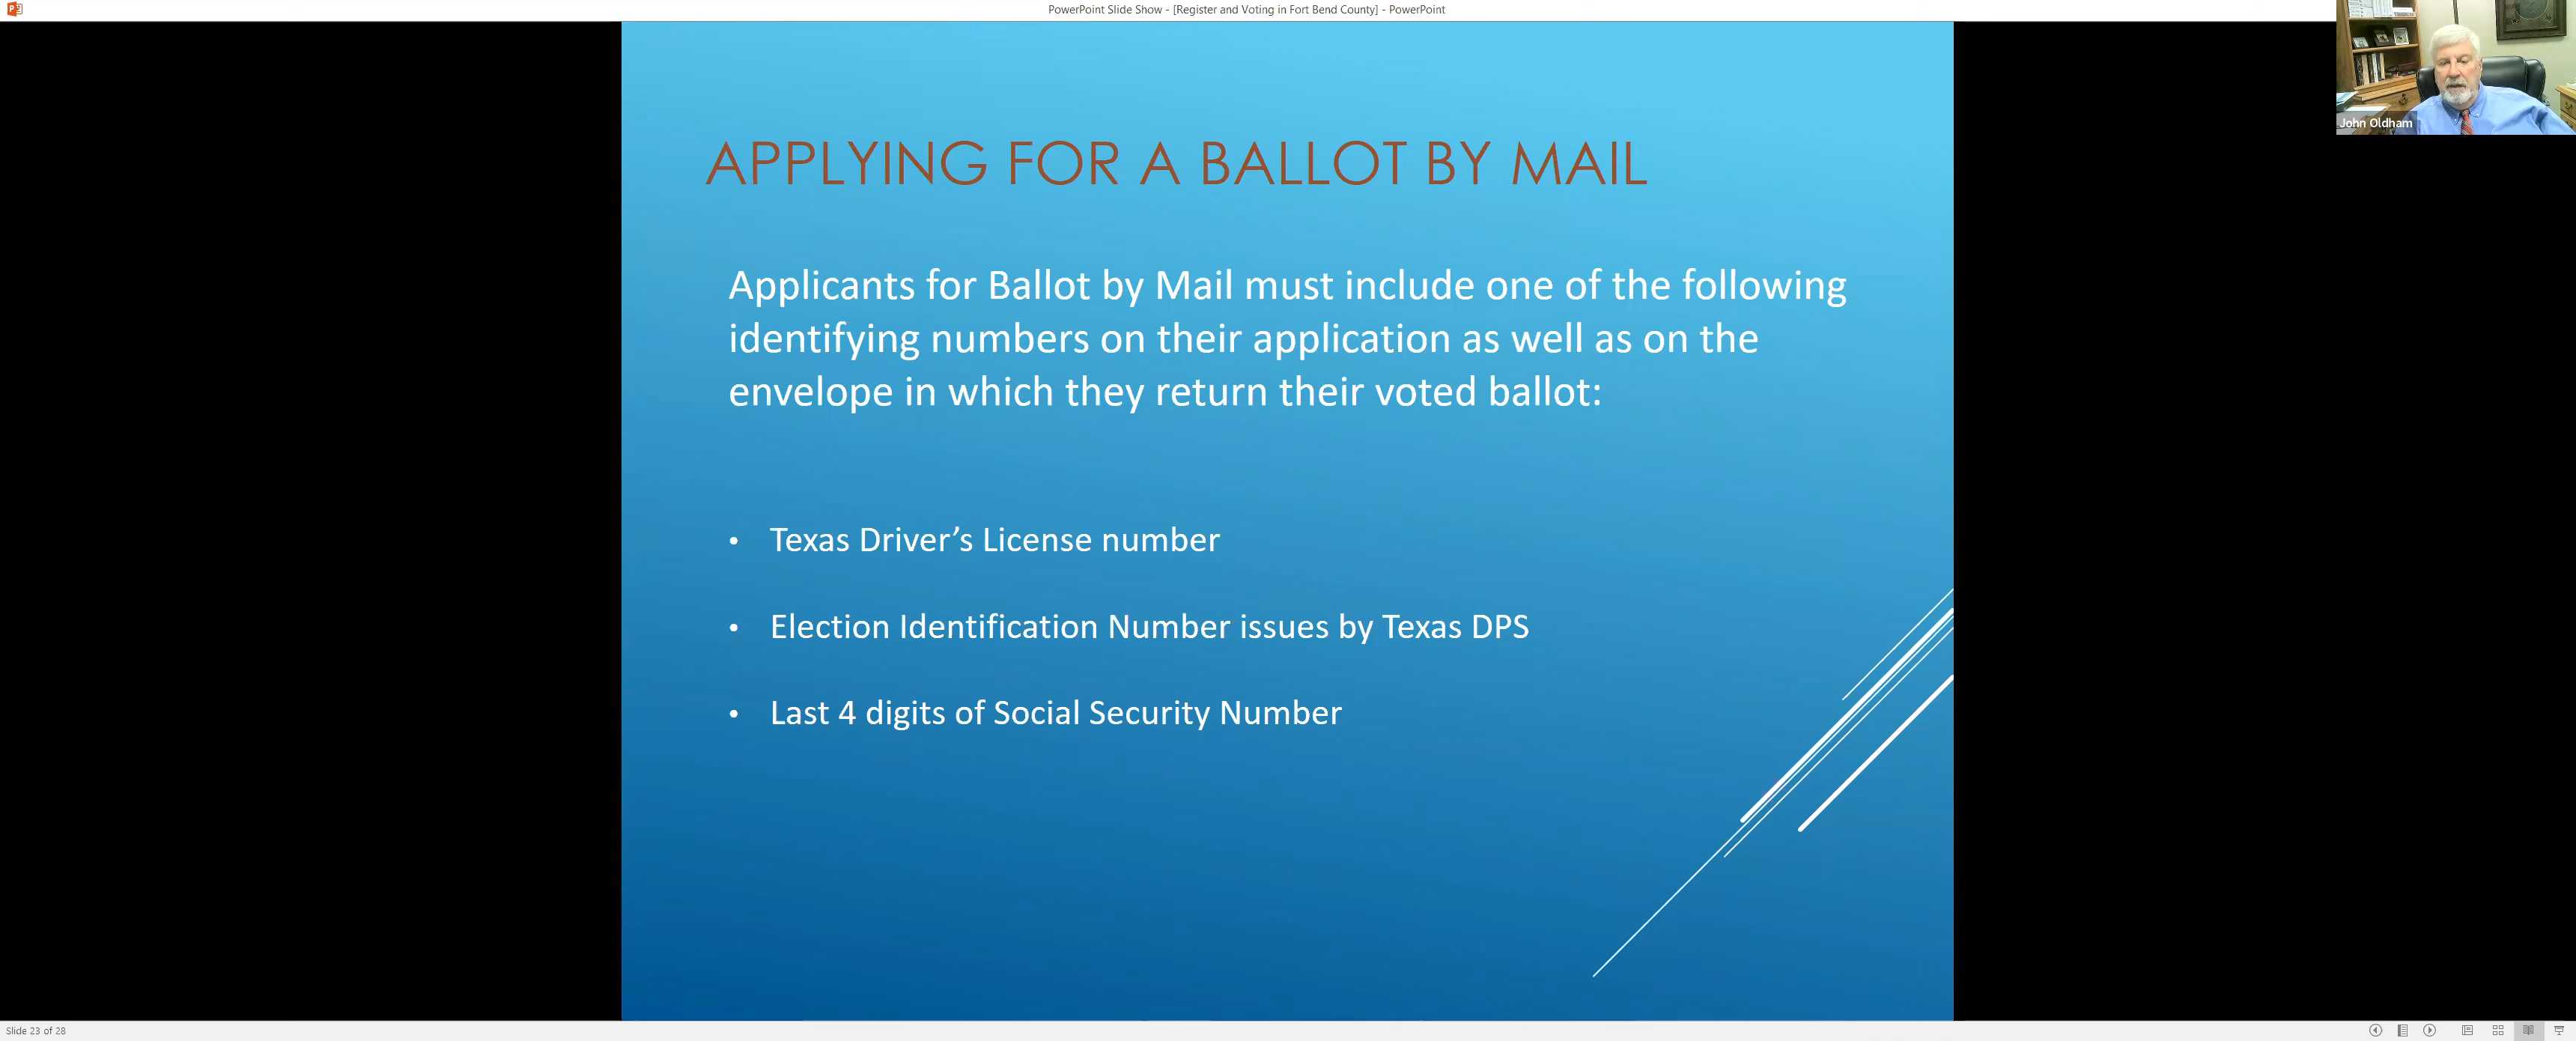 PowerPoint Slide Show - [Register and Voting in Fort Bend County] - PowerPoint
John Oldham
APPLYING FOR A BALLOT BY MAIL
Applicants for Ballot by Mail must include one of the following
identifying numbers on their application as well as on the
envelope in which they return their voted ballot:
• Texas Driver’s License number
• Election Identification Number issues by Texas DPS
• Last 4 digits of Social Security Number
Slide 23 of 28